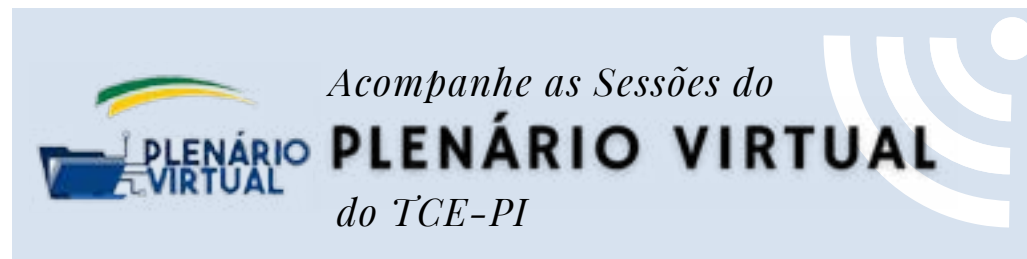 PLENÁRIO
VIRTUAL
Acompanhe as Sessões do
PLENÁRIO VIRTUAL
do TCE-PI